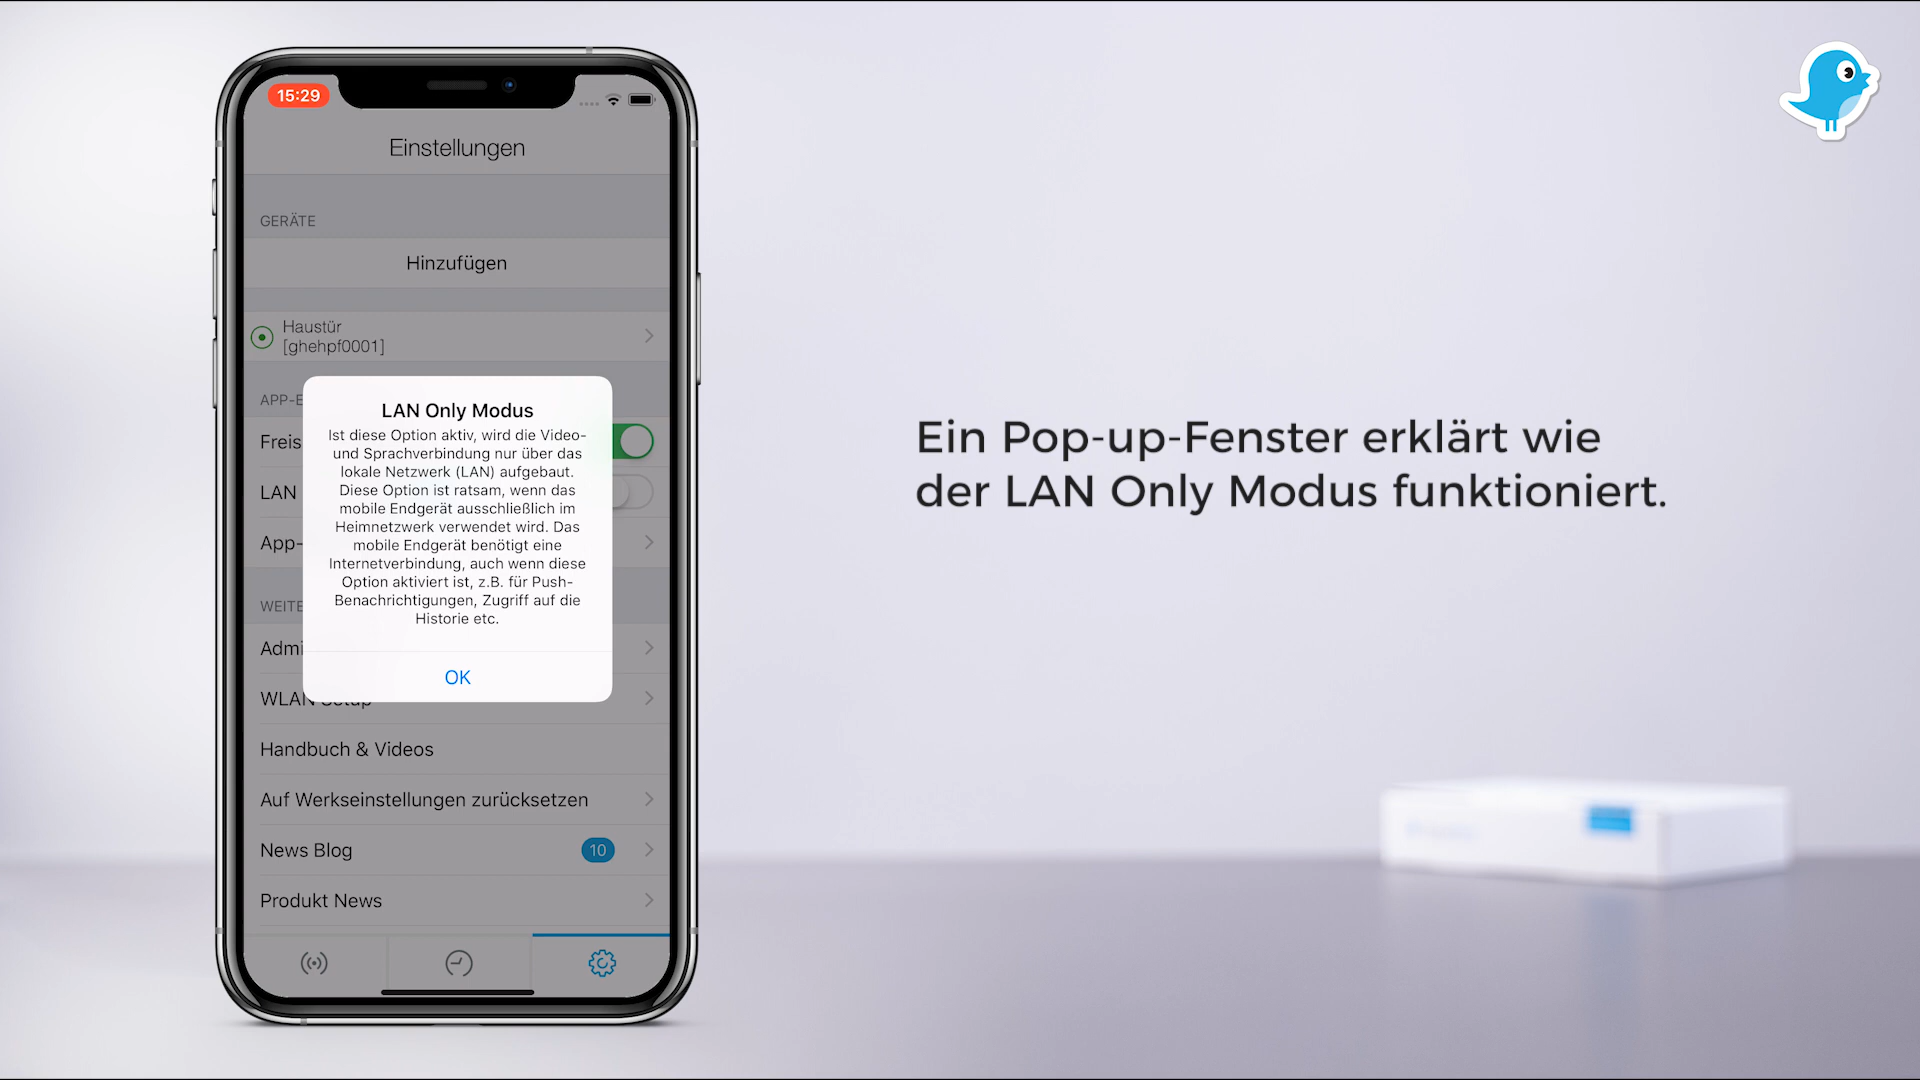 15:29
Einstellungen
GERÄTE
Hinzufügen
Haustür
[ghehpf0001]
APP-E
Freis
LAN
App-
WEITE
Admi
WLAN Setup
Handbuch & Videos
Auf Werkseinstellungen zurücksetzen
News Blog 10
Produkt News
LAN Only Modus
Ist diese Option aktiv, wird die Video-
und Sprachverbindung nur über das
lokale Netzwerk (LAN) aufgebaut.
Diese Option ist ratsam, wenn das
mobile Endgerät ausschließlich im
Heimnetzwerk verwendet wird. Das
mobile Endgerät benötigt eine
Internetverbindung, auch wenn diese
Option aktiviert ist, z.B. für Push-
Benachrichtigungen, Zugriff auf die
Historie etc.
OK
Ein Pop-up-Fenster erklärt wie
der LAN Only Modus funktioniert.